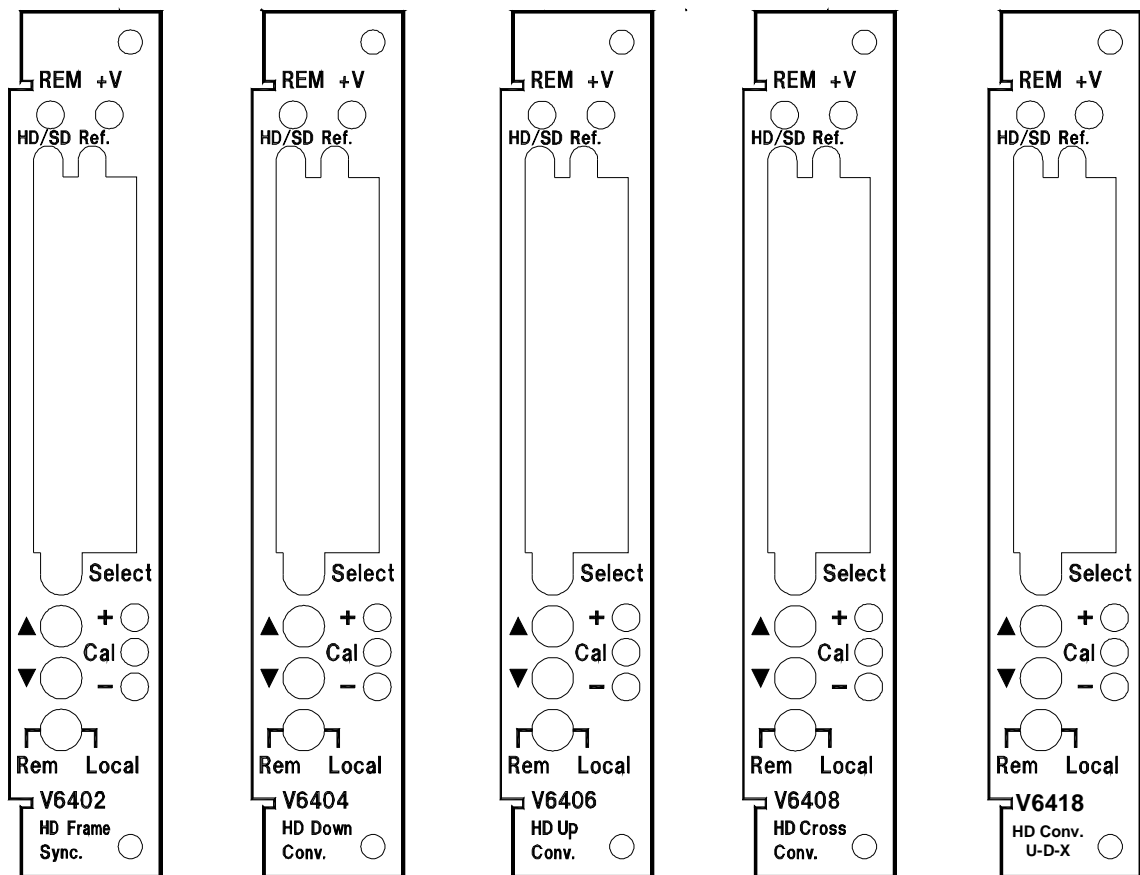 REM +V
HD/SD Ref.
Select
▲ +
Cal
▼ −
Rem Local
V6402
HD Frame
Sync.
REM +V
HD/SD Ref.
Select
▲ +
Cal
▼ −
Rem Local
V6404
HD Down
Conv.
REM +V
HD/SD Ref.
Select
▲ +
Cal
▼ −
Rem Local
V6406
HD Up
Conv.
REM +V
HD/SD Ref.
Select
▲ +
Cal
▼ −
Rem Local
V6408
HD Cross
Conv.
REM +V
HD/SD Ref.
Select
▲ +
Cal
▼ −
Rem Local
V6418
HD Conv.
U-D-X